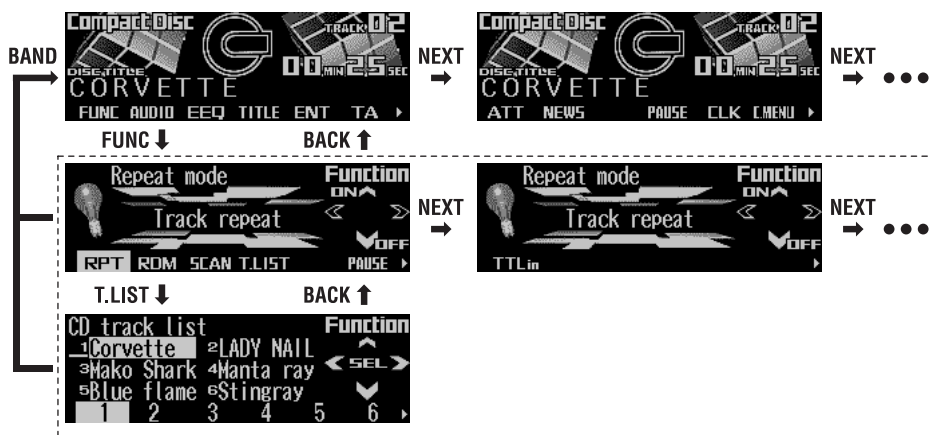 Compact Disc TRACK 02
BAND
NEXT
00 MIN 25 SEC
DISC TITLE
CORVETTE
FUNC AUDIO EEQ TITLE ENT TA
Compact Disc TRACK 02
NEXT
00 MIN 25 SEC
DISC TITLE
CORVETTE
ATT NEWS PAUSE CLK C.MENU
FUNC
BACK
Repeat mode Function
ON
Track repeat
OFF
RPT RDM SCAN T.LIST PAUSE
NEXT
Repeat mode Function
ON
Track repeat
OFF
TTLin
NEXT
T.LIST
BACK
CD track list Function
1Corvette 2LADY NAIL
SEL
3Mako Shark 4Manta ray
5Blue flame 6Stingray
1 2 3 4 5 6